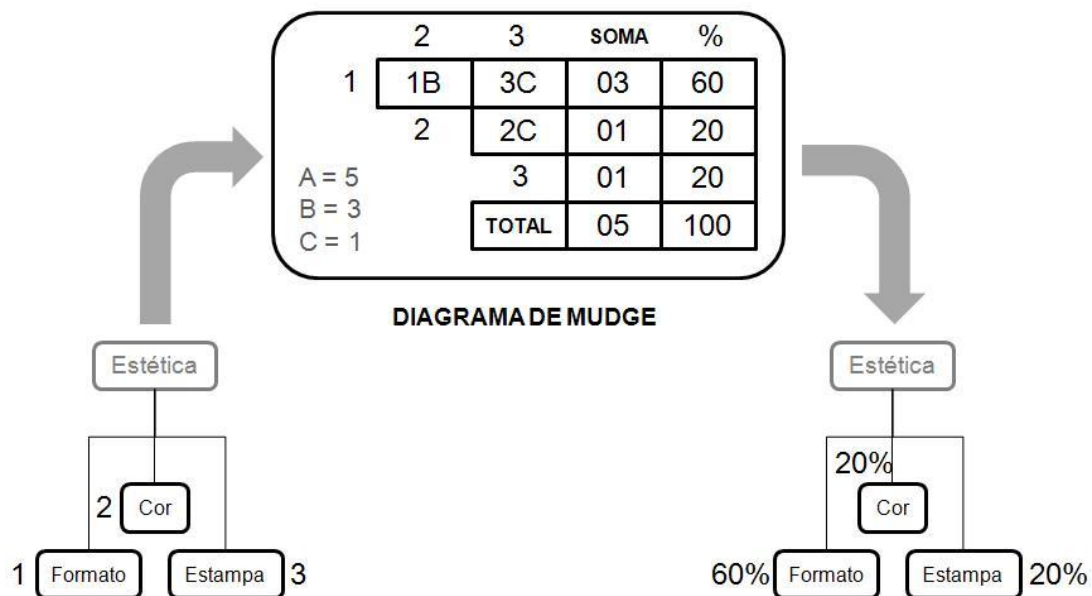 2 3 SOMA %
1 1B 3C 03 60
2 2C 01 20
A = 5 3 01 20
B = 3
TOTAL 05 100
C = 1
DIAGRAMA DE MUDGE
Estética
2 Cor
1 Formato Estampa 3
Estética
20%
Cor
60% Formato Estampa 20%